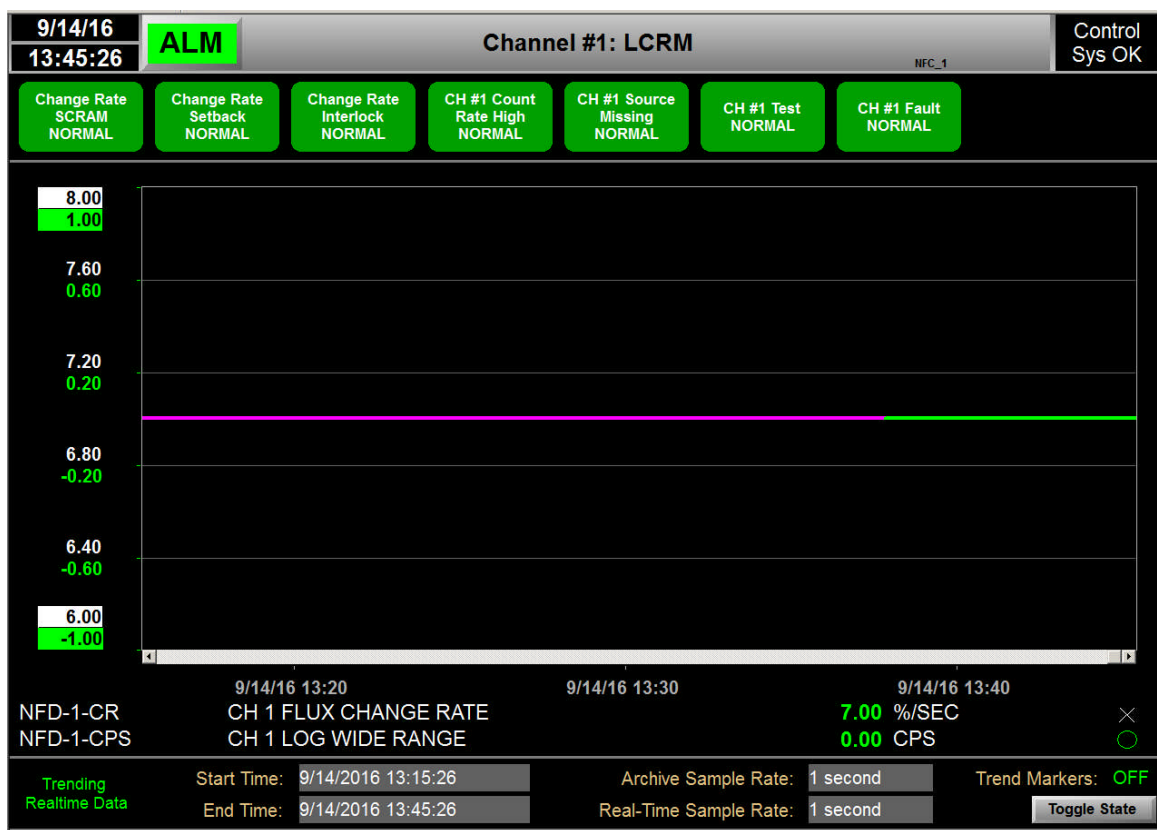 9/14/16
13:45:26
ALM
Channel #1: LCRM
NFC_1
Control
Sys OK
Change Rate
SCRAM
NORMAL
Change Rate
Setback
NORMAL
Change Rate
Interlock
NORMAL
CH #1 Count
Rate High
NORMAL
CH #1 Source
Missing
NORMAL
CH #1 Test
NORMAL
CH #1 Fault
NORMAL
8.00
1.00
7.60
0.60
7.20
0.20
6.80
-0.20
6.40
-0.60
6.00
-1.00
9/14/16 13:20 9/14/16 13:30 9/14/16 13:40
NFD-1-CR CH 1 FLUX CHANGE RATE 7.00 %/SEC
NFD-1-CPS CH 1 LOG WIDE RANGE 0.00 CPS
Trending
Realtime Data
Start Time: 9/14/2016 13:15:26
End Time: 9/14/2016 13:45:26
Archive Sample Rate: 1 second
Real-Time Sample Rate: 1 second
Trend Markers: OFF
Toggle State